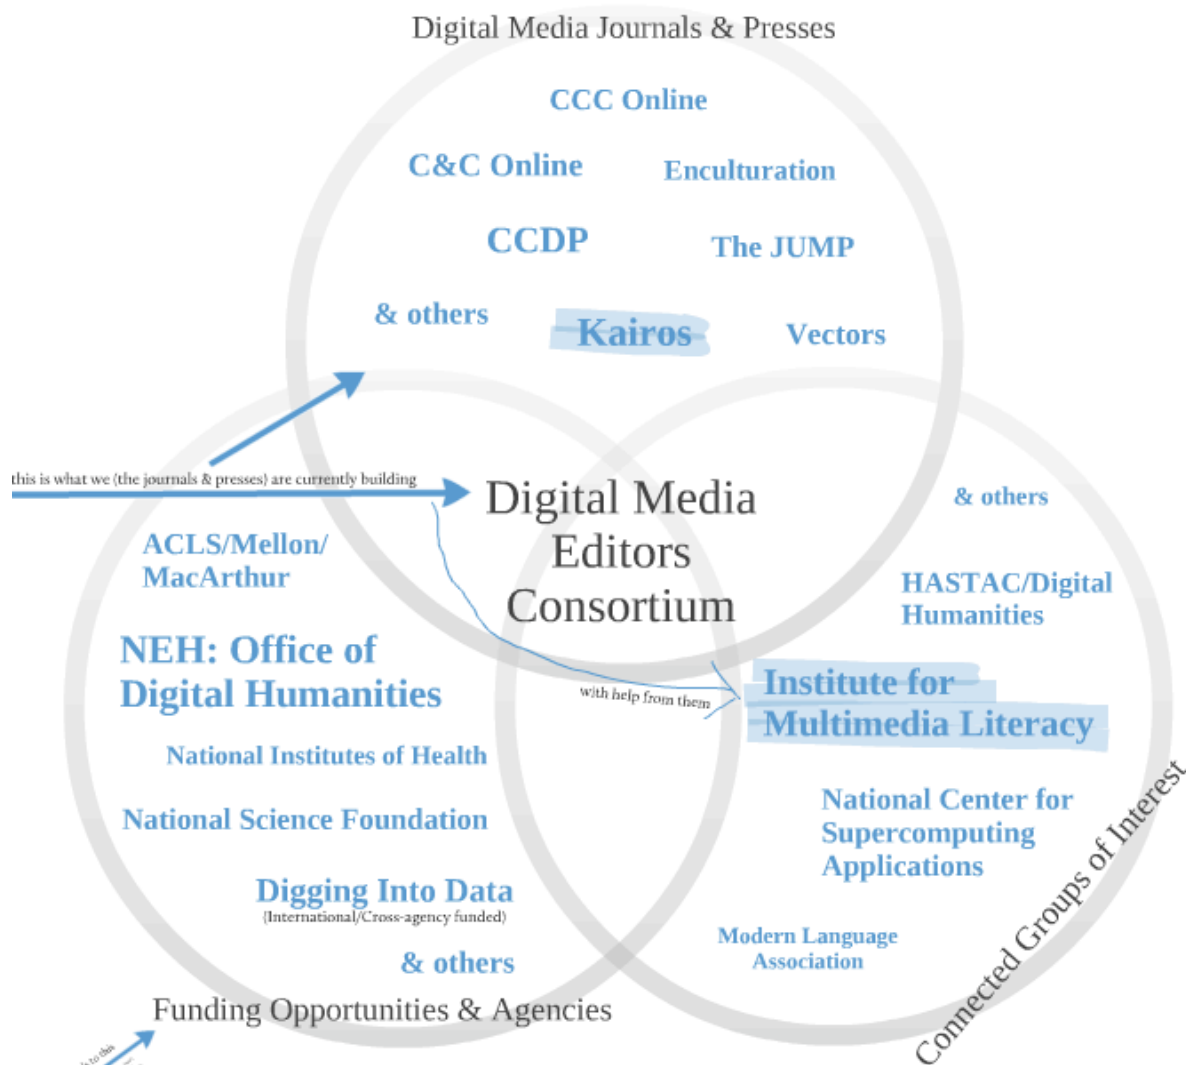 Digital Media Journals & Presses
CCC Online
C&C Online
Enculturation
CCDP
The JUMP
& others
Kairos
Vectors
this is what we (the journals & presses) are currently building
Digital Media
Editors
Consortium
& others
ACLS/Mellon/
MacArthur
HASTAC/Digital
Humanities
NEH: Office of
Digital Humanities
with help from them
Institute for
Multimedia Literacy
National Institutes of Health
National Science Foundation
National Center for
Supercomputing
Applications
Digging Into Data
(International/Cross-agency funded)
Modern Language
Association
& others
Connected Groups of Interest
Funding Opportunities & Agencies
to this